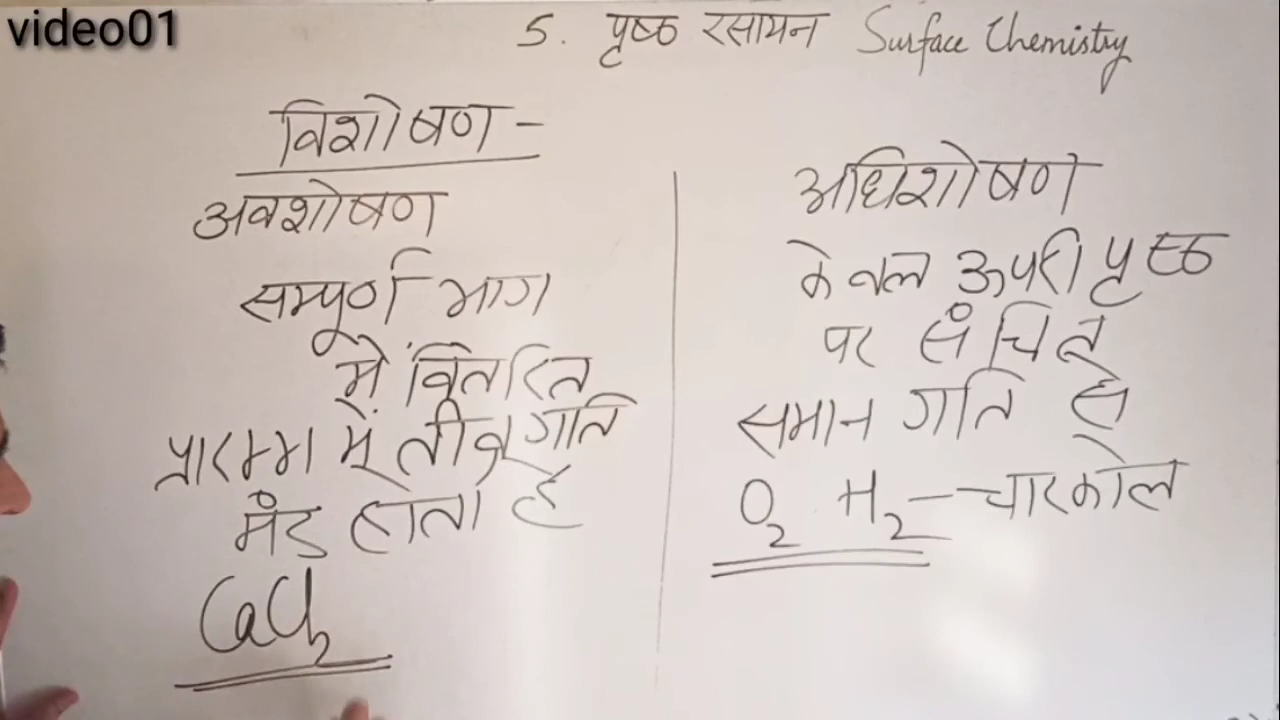 video01
5. पृष्ठ रसायन Surface Chemistry
विशोषण -
अवशोषण
सम्पूर्ण भाग
में वितरित
प्रारम्भ में तीव्र गति
मंद होता है
CaCl2
अधिशोषण
केवल ऊपरी पृष्ठ
पर संचित
समान गति से
O2 H2 - चारकोल